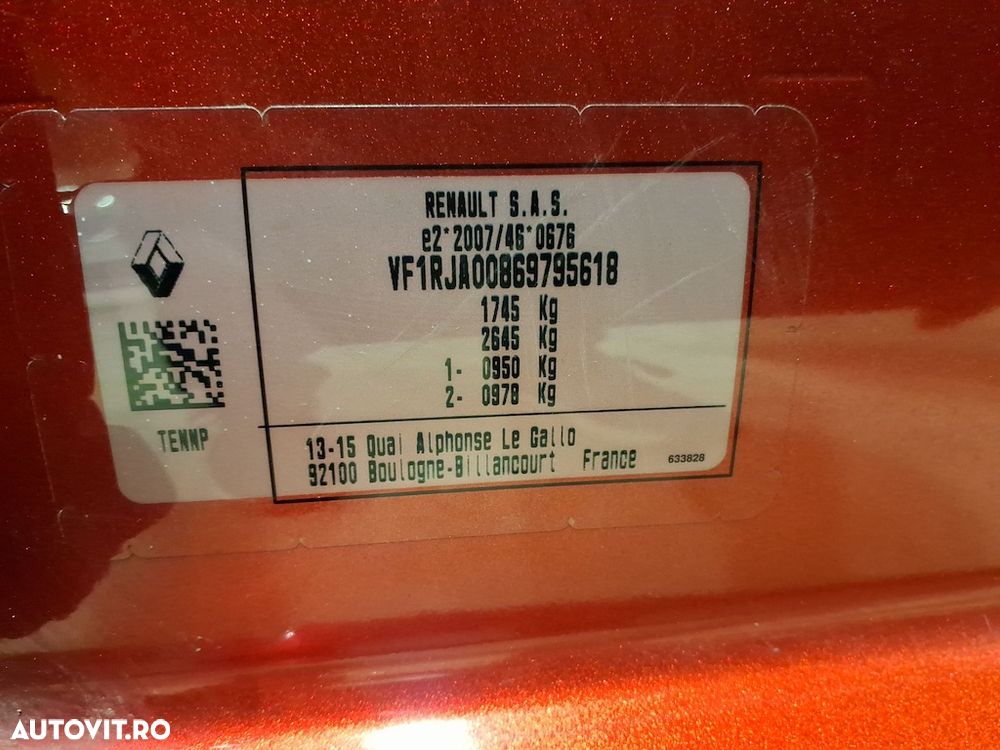 RENAULT S.A.S.
e2*2007/46*0676
VF1RJA00869795618
1745 Kg
2645 Kg
1- 0950 Kg
2- 0978 Kg
TENNP
13-15 Quai Alphonse Le Gallo
92100 Boulogne-Billancourt France
633828
AUTOVIT.RO